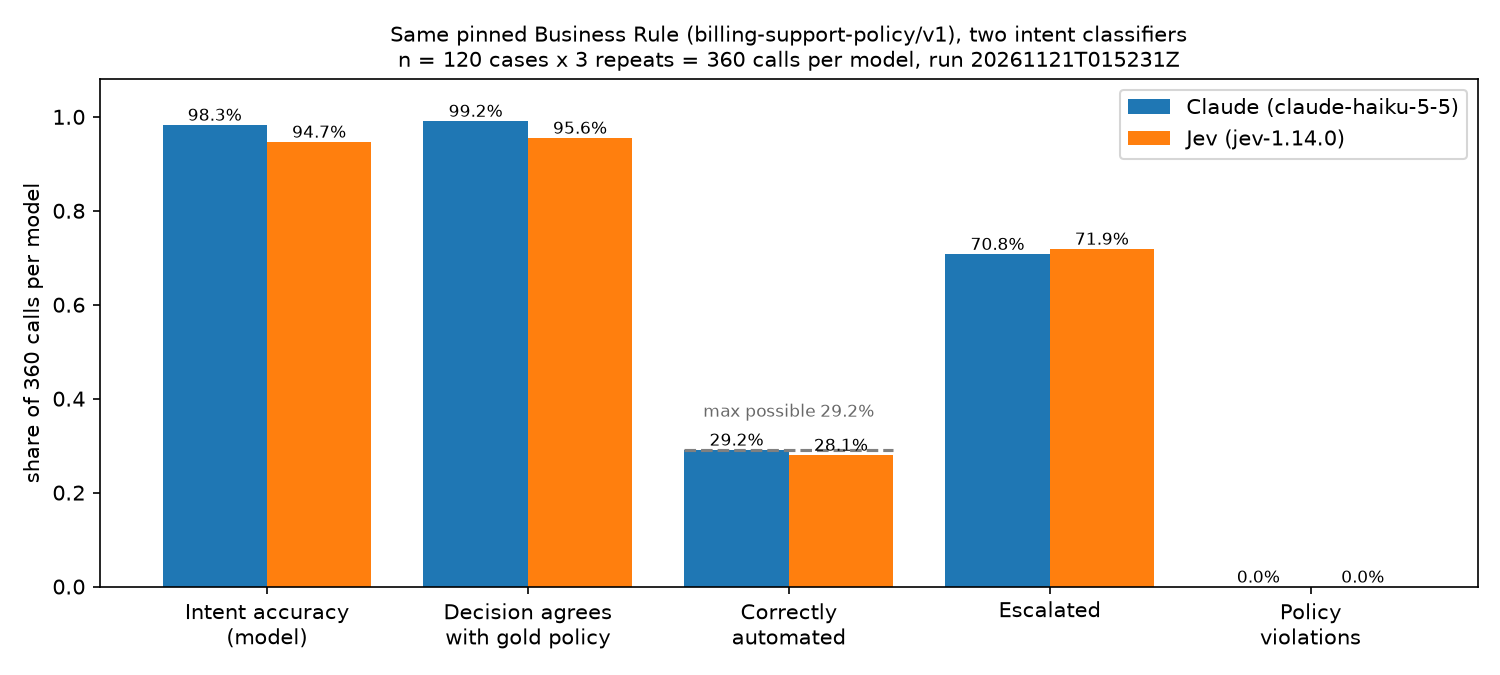 Same pinned Business Rule (billing-support-policy/v1), two intent classifiers
n = 120 cases x 3 repeats = 360 calls per model, run 20261121T015231Z
Claude (claude-haiku-5-5)
Jev (jev-1.14.0)
share of 360 calls per model
1.0
0.8
0.6
0.4
0.2
0.0
98.3%
94.7%
99.2%
95.6%
max possible 29.2%
29.2%
28.1%
70.8%
71.9%
0.0%
0.0%
Intent accuracy
(model)
Decision agrees
with gold policy
Correctly
automated
Escalated
Policy
violations